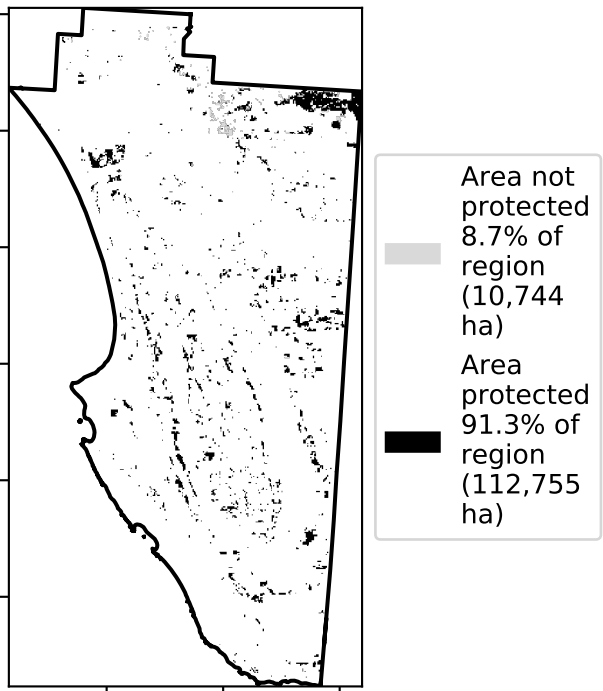 Area not
protected
8.7% of
region
(10,744
ha)
Area
protected
91.3% of
region
(112,755
ha)